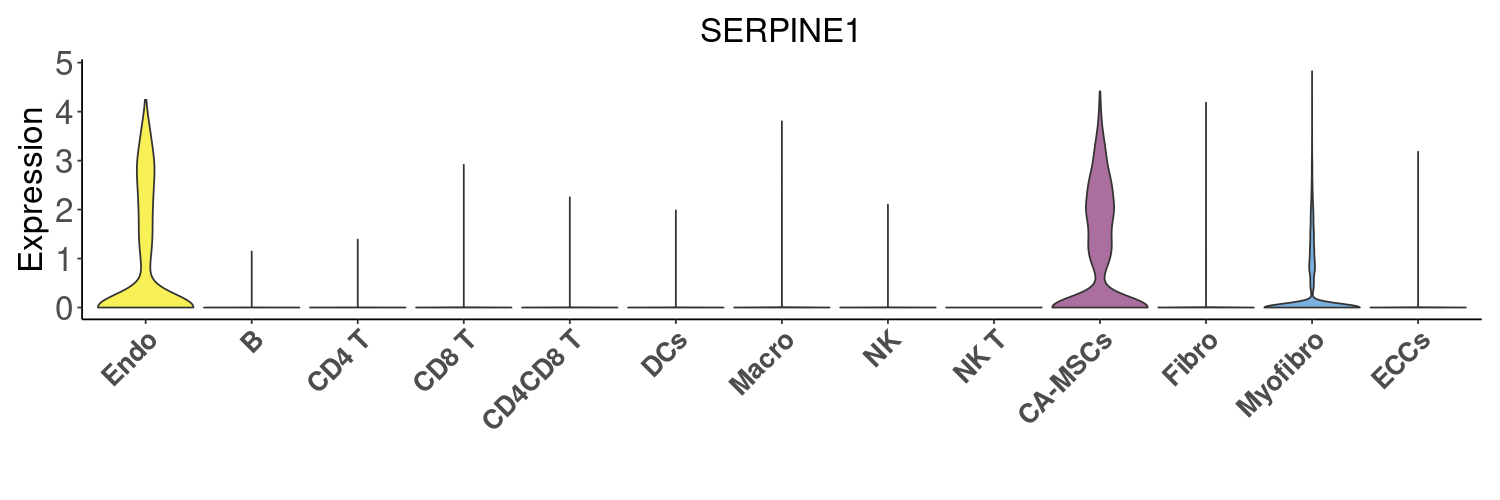 SERPINE1
Expression
5
4
3
2
1
0
Endo
B
CD4 T
CD8 T
CD4CD8 T
DCs
Macro
NK
NK T
CA-MSCs
Fibro
Myofibro
ECCs